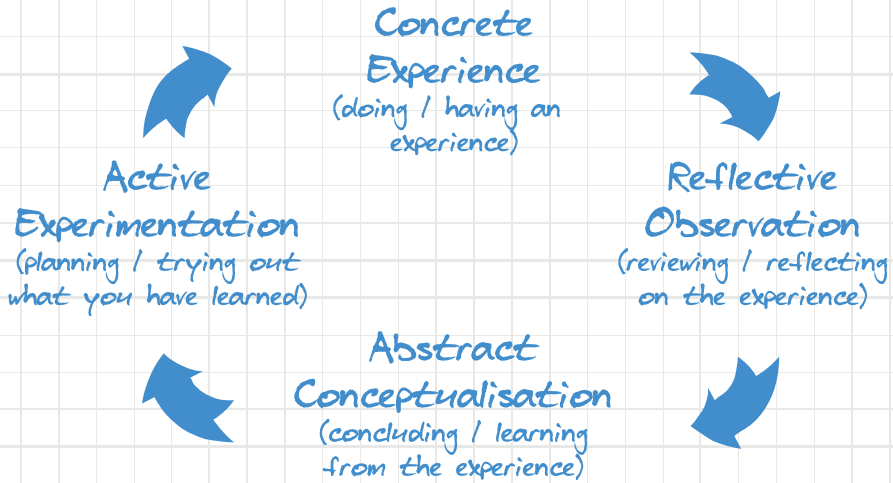 Concrete
Experience
(doing / having an
experience)
Reflective
Observation
(reviewing / reflecting
on the experience)
Abstract
Conceptualisation
(concluding / learning
from the experience)
Active
Experimentation
(planning / trying out
what you have learned)